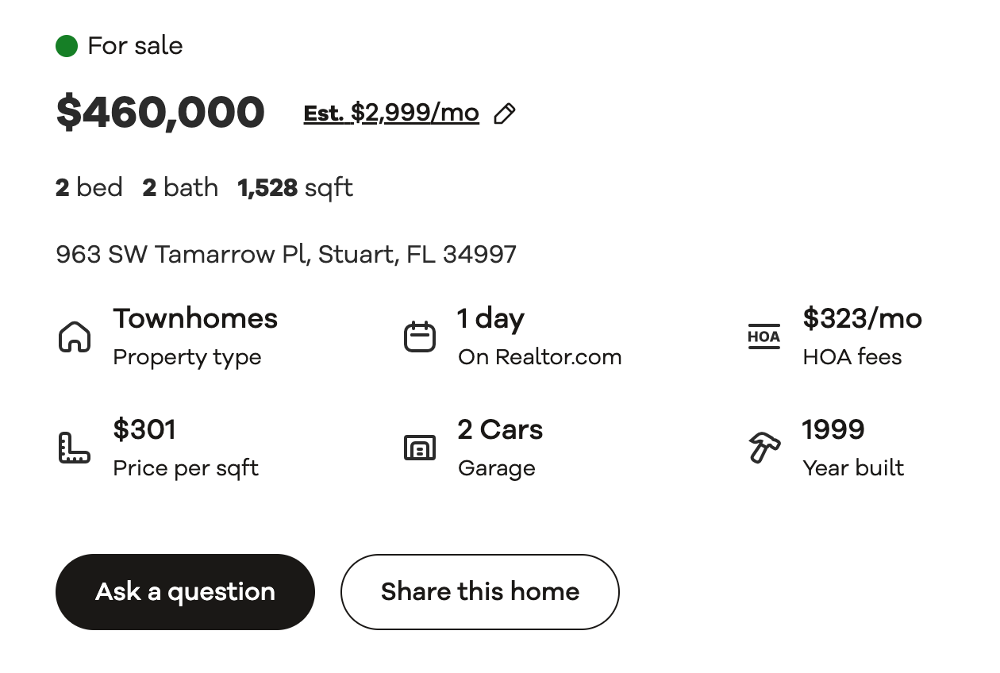 For sale
$460,000 Est. $2,999/mo
2 bed 2 bath 1,528 sqft
963 SW Tamarrow Pl, Stuart, FL 34997
Townhomes
Property type
1 day
On Realtor.com
HOA
$323/mo
HOA fees
$301
Price per sqft
2 Cars
Garage
1999
Year built
Ask a question
Share this home